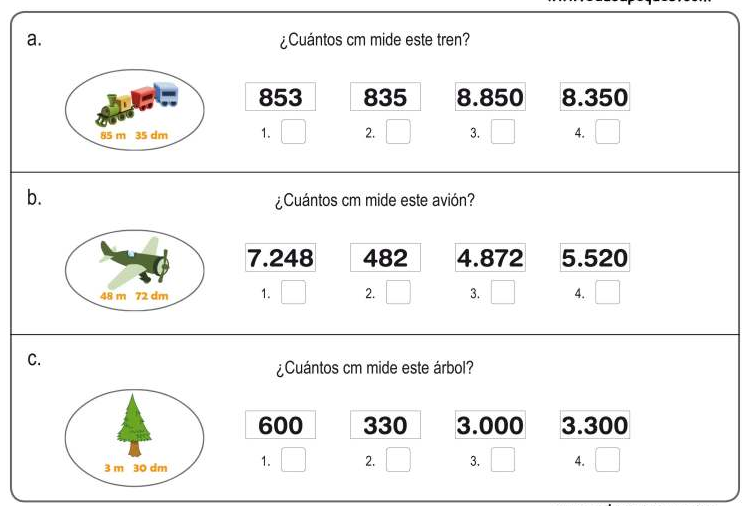 a.
¿Cuántos cm mide este tren?
853 835 8.850 8.350
85 m 35 dm
1. 2. 3. 4.
b.
¿Cuántos cm mide este avión?
7.248 482 4.872 5.520
48 m 72 dm
1. 2. 3. 4.
c.
¿Cuántos cm mide este árbol?
600 330 3.000 3.300
3 m 30 dm
1. 2. 3. 4.